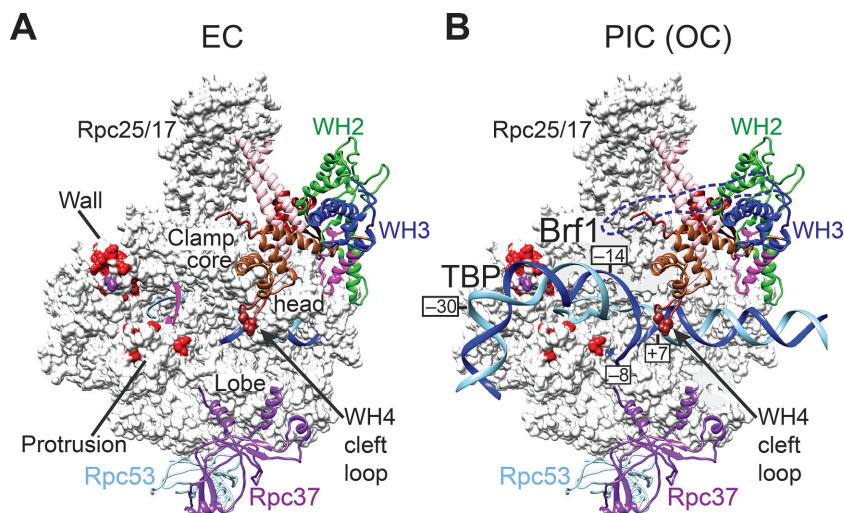 A
EC
Rpc25/17
WH2
Wall
WH3
Clamp
core
head
Lobe
Protrusion
WH4
cleft
loop
Rpc53
Rpc37
B
PIC (OC)
Rpc25/17
WH2
WH3
Brf1
–14
TBP
–30
+7
–8
WH4
cleft
loop
Rpc53
Rpc37